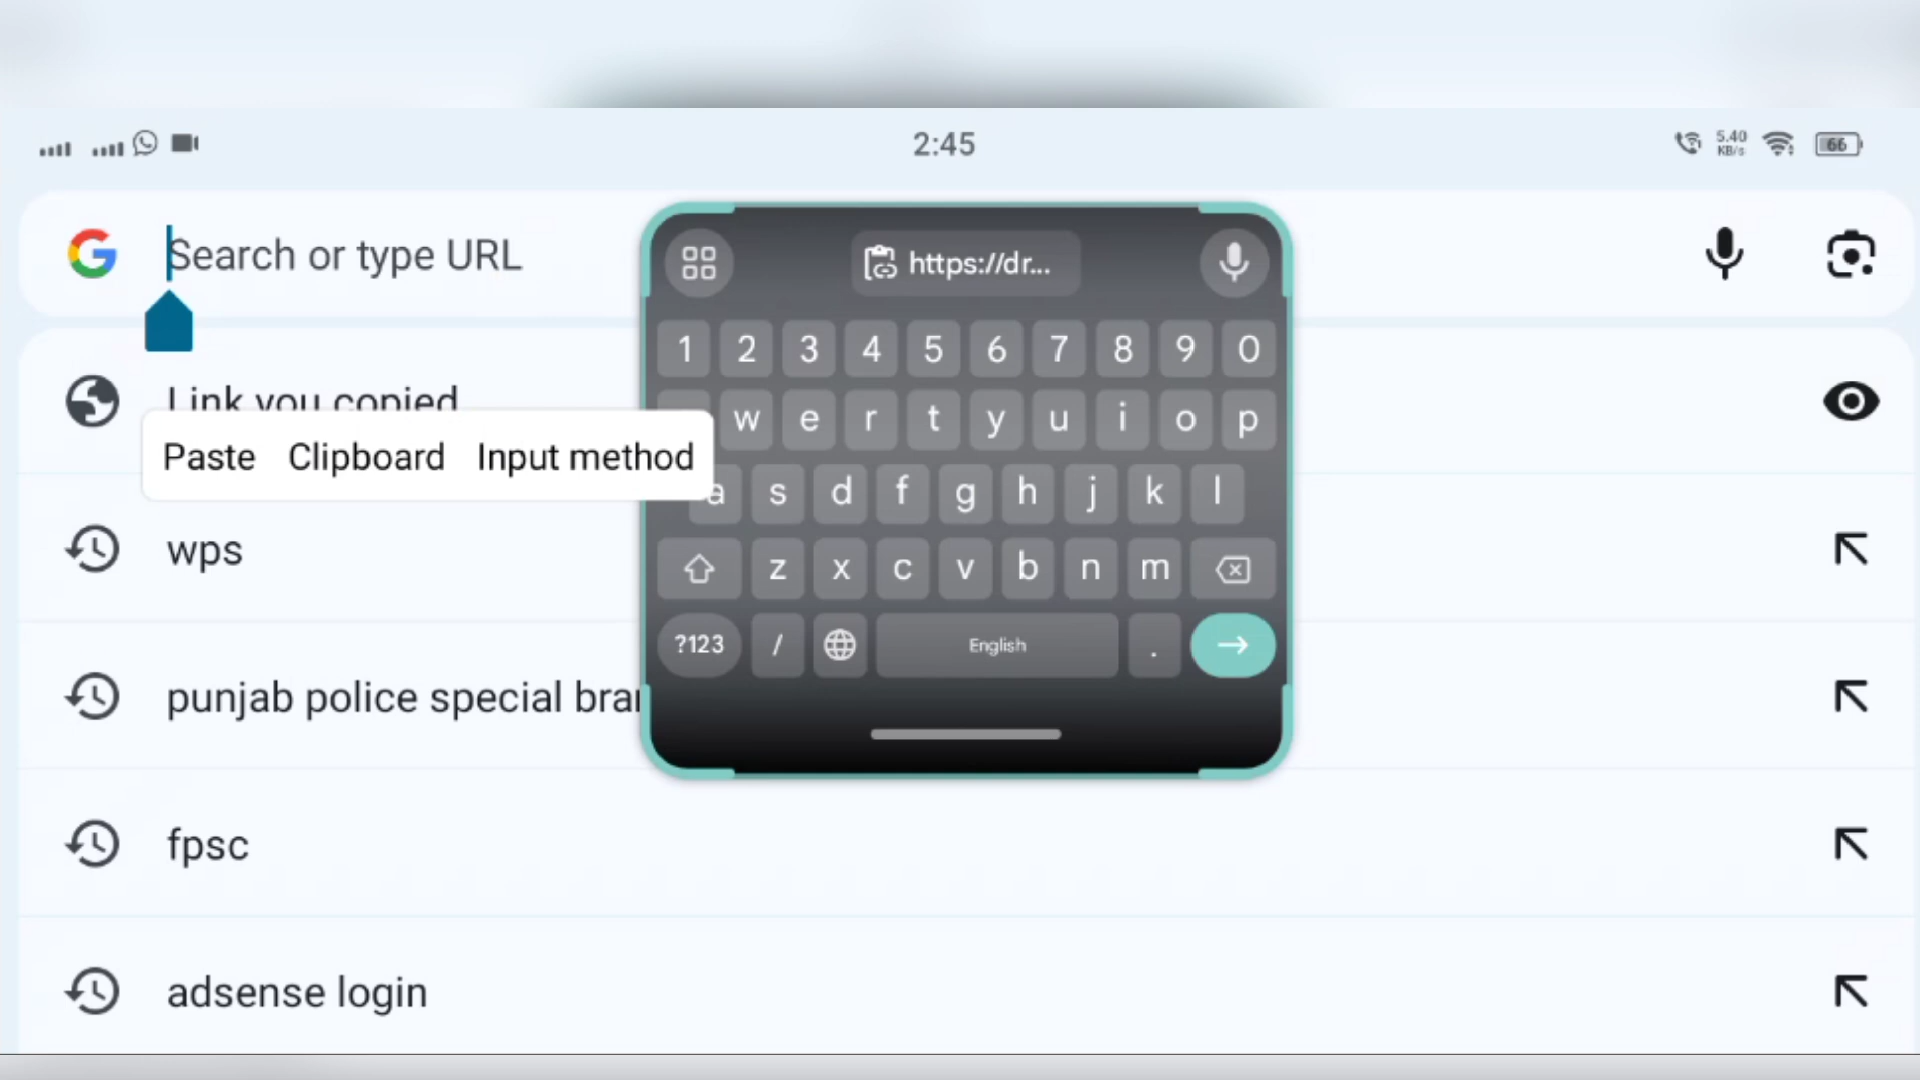 2:45
5.40
KB/s
66
Search or type URL
https://dr...
1 2 3 4 5 6 7 8 9 0
Link you copied
w e r t y u i o p
Paste Clipboard Input method
a s d f g h j k l
wps
z x c v b n m
?123 / English .
punjab police special bra
fpsc
adsense login